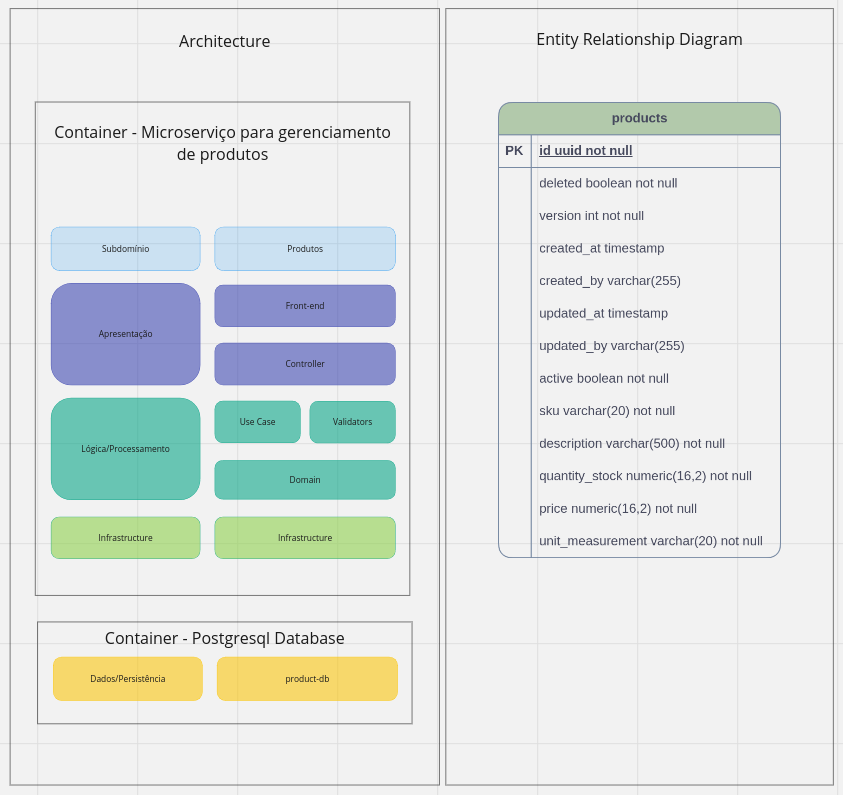 Architecture
Container - Microserviço para gerenciamento
de produtos
Subdomínio
Produtos
Apresentação
Front-end
Controller
Lógica/Processamento
Use Case
Validators
Domain
Infrastructure
Infrastructure
Container - Postgresql Database
Dados/Persistência
product-db
Entity Relationship Diagram
products
PK id uuid not null
deleted boolean not null
version int not null
created_at timestamp
created_by varchar(255)
updated_at timestamp
updated_by varchar(255)
active boolean not null
sku varchar(20) not null
description varchar(500) not null
quantity_stock numeric(16,2) not null
price numeric(16,2) not null
unit_measurement varchar(20) not null